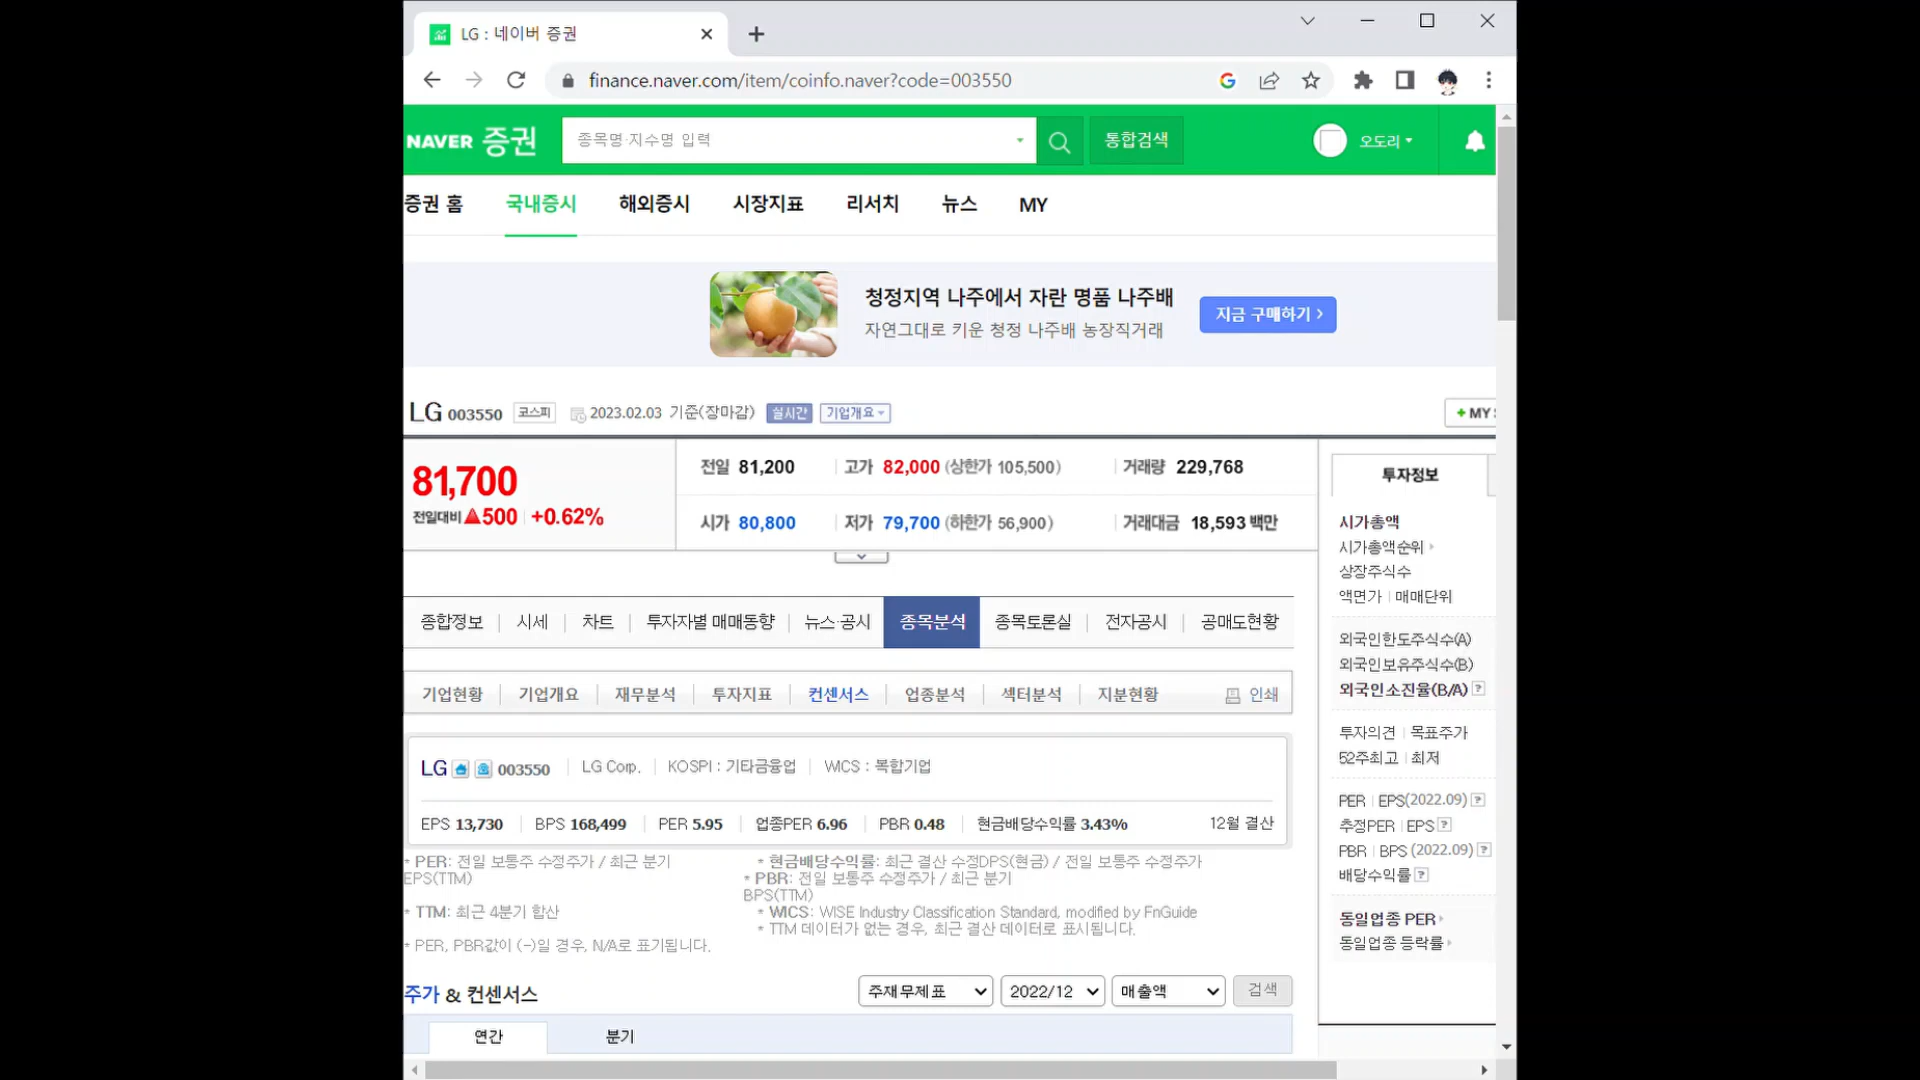 LG : 네이버 증권
finance.naver.com/item/coinfo.naver?code=003550
NAVER 증권
종목명·지수명 입력
통합검색
오도리
증권 홈 국내증시 해외증시 시장지표 리서치 뉴스 MY
청정지역 나주에서 자란 명품 나주배
자연그대로 키운 청정 나주배 농장직거래
지금 구매하기 >
LG 003550 코스피 2023.02.03 기준(장마감) 실시간 기업개요
+ MY
81,700
전일대비 ▲500 +0.62%
전일 81,200 고가 82,000 (상한가 105,500) 거래량 229,768
시가 80,800 저가 79,700 (하한가 56,900) 거래대금 18,593 백만
종합정보 시세 차트 투자자별 매매동향 뉴스·공시 종목분석 종목토론실 전자공시 공매도현황
기업현황 기업개요 재무분석 투자지표 컨센서스 업종분석 섹터분석 지분현황 인쇄
LG 003550 LG Corp. KOSPI : 기타금융업 WICS : 복합기업
EPS 13,730 BPS 168,499 PER 5.95 업종PER 6.96 PBR 0.48 현금배당수익률 3.43% 12월 결산
* PER: 전일 보통주 수정주가 / 최근 분기
EPS(TTM)
* TTM: 최근 4분기 합산
* PER, PBR값이 (-)일 경우, N/A로 표기됩니다.
* 현금배당수익률: 최근 결산 수정DPS(현금) / 전일 보통주 수정주가
* PBR: 전일 보통주 수정주가 / 최근 분기
BPS(TTM)
* WICS: WISE Industry Classification Standard, modified by FnGuide
* TTM 데이터가 없는 경우, 최근 결산 데이터로 표시됩니다.
주가 & 컨센서스
주재무제표 2022/12 매출액 검색
연간 분기
투자정보
시가총액
시가총액순위
상장주식수
액면가 매매단위
외국인한도주식수(A)
외국인보유주식수(B)
외국인소진율(B/A) ?
투자의견 목표주가
52주최고 최저
PER EPS(2022.09) ?
추정PER EPS ?
PBR BPS (2022.09) ?
배당수익률 ?
동일업종 PER
동일업종 등락률